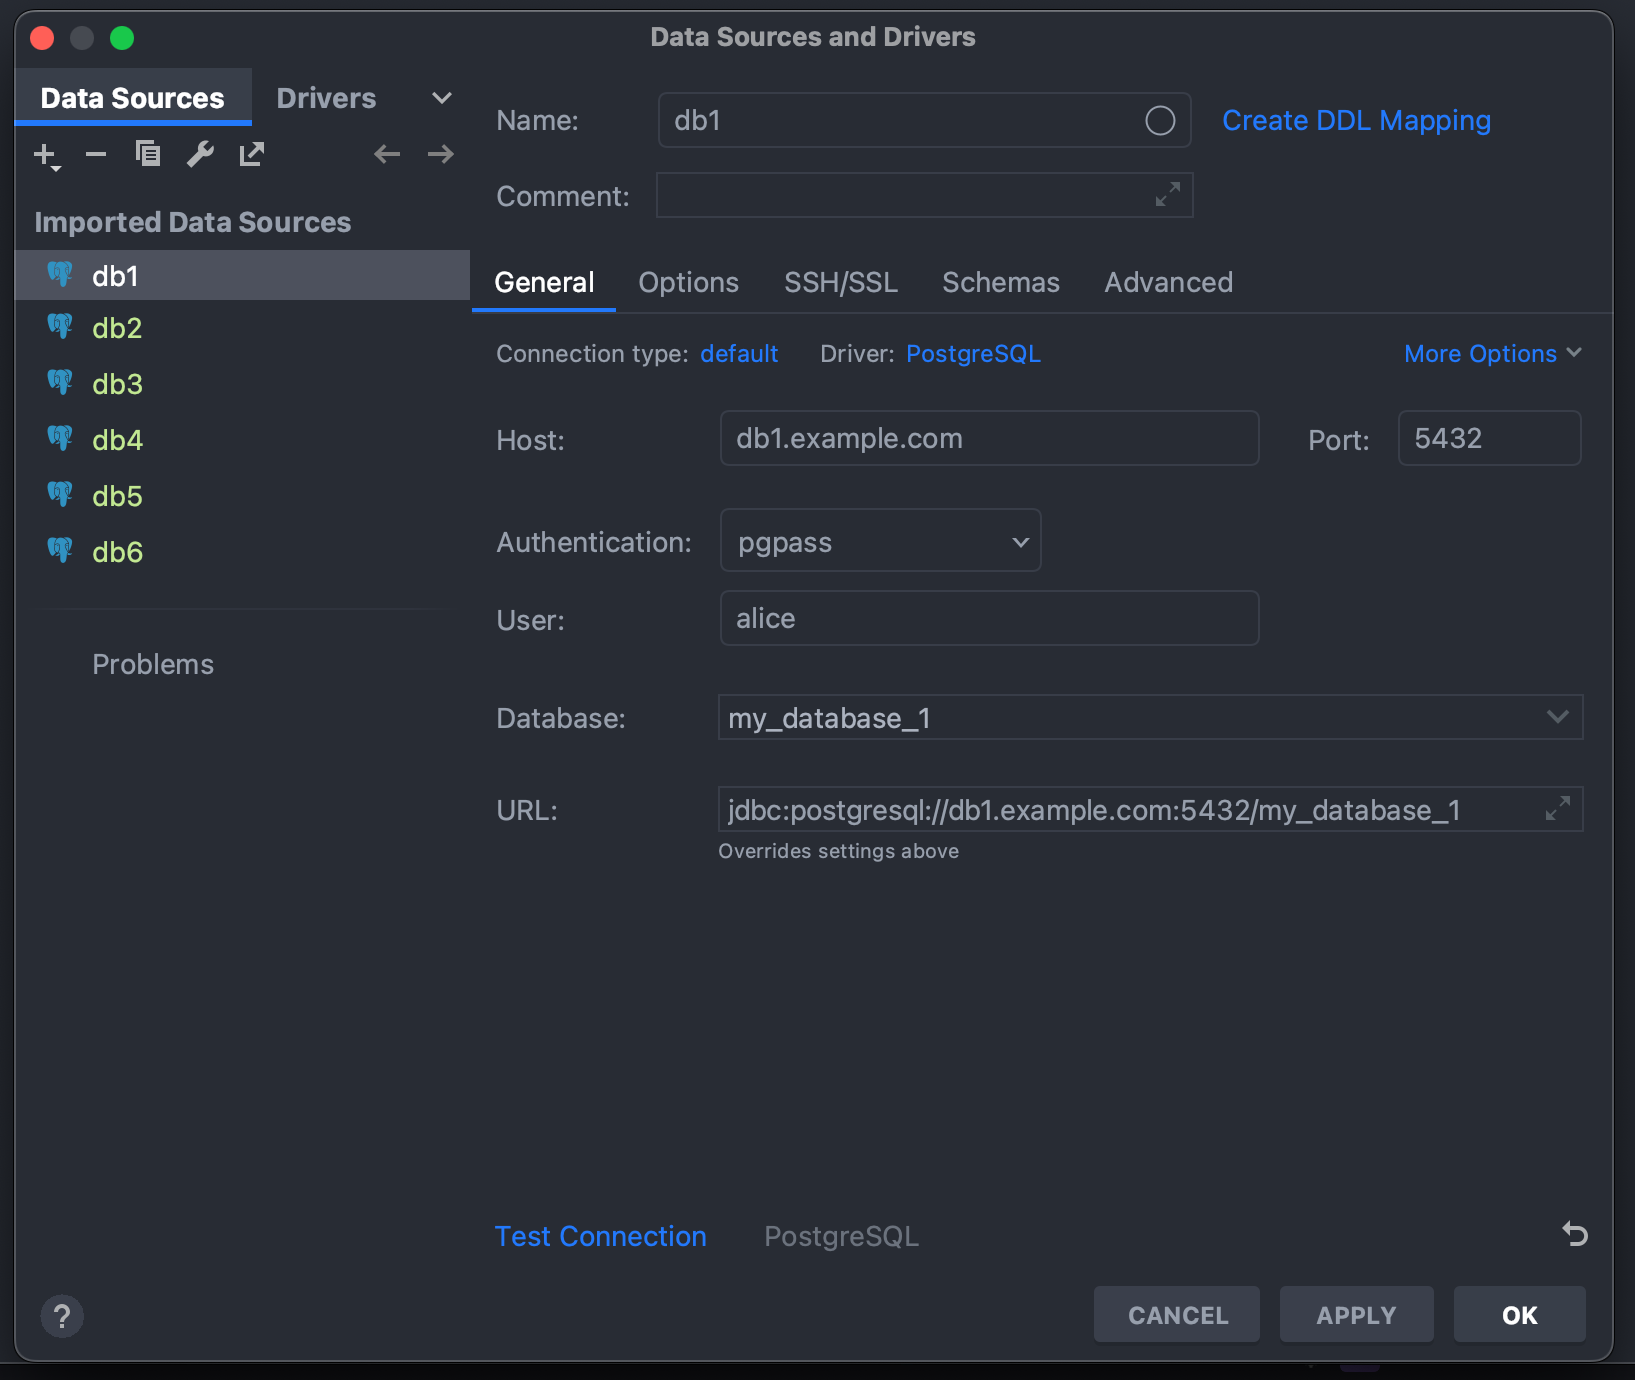 Data Sources and Drivers
Data Sources Drivers
Imported Data Sources
db1
db2
db3
db4
db5
db6
Problems
Name: db1 Create DDL Mapping
Comment:
General Options SSH/SSL Schemas Advanced
Connection type: default Driver: PostgreSQL More Options
Host: db1.example.com Port: 5432
Authentication: pgpass
User: alice
Database: my_database_1
URL: jdbc:postgresql://db1.example.com:5432/my_database_1
Overrides settings above
Test Connection PostgreSQL
? CANCEL APPLY OK